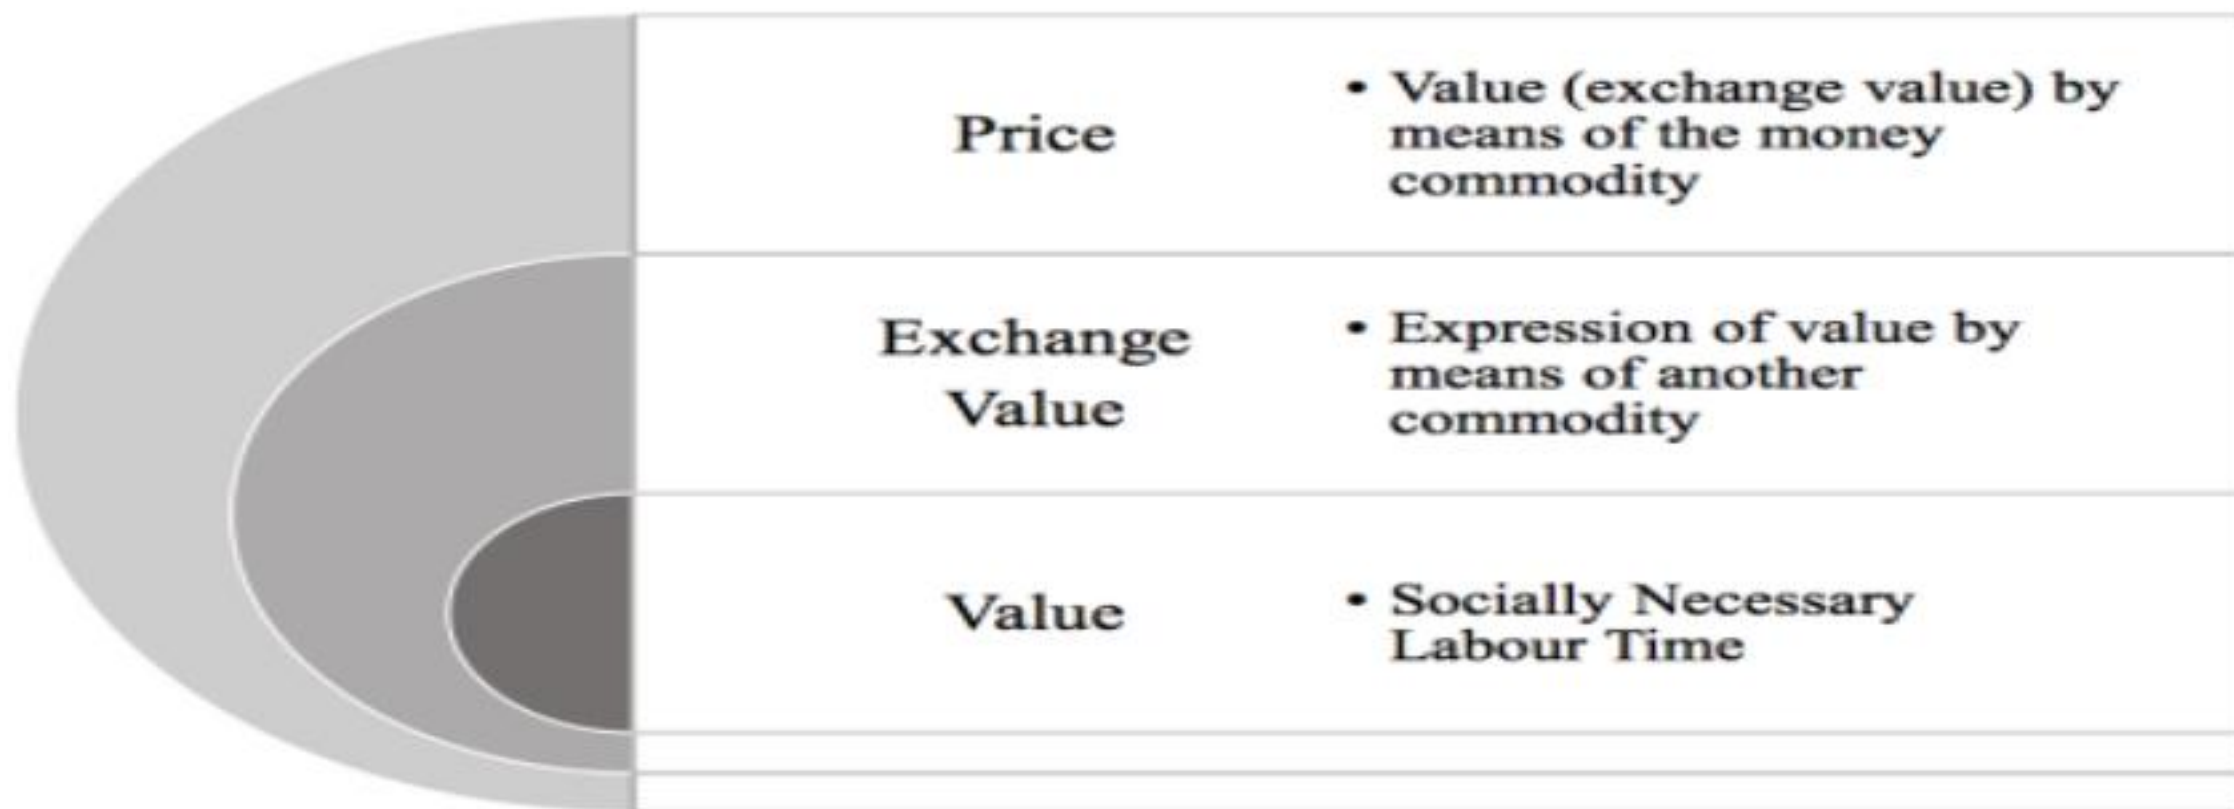 Price
• Value (exchange value) by
means of the money
commodity
Exchange
Value
• Expression of value by
means of another
commodity
Value
• Socially Necessary
Labour Time